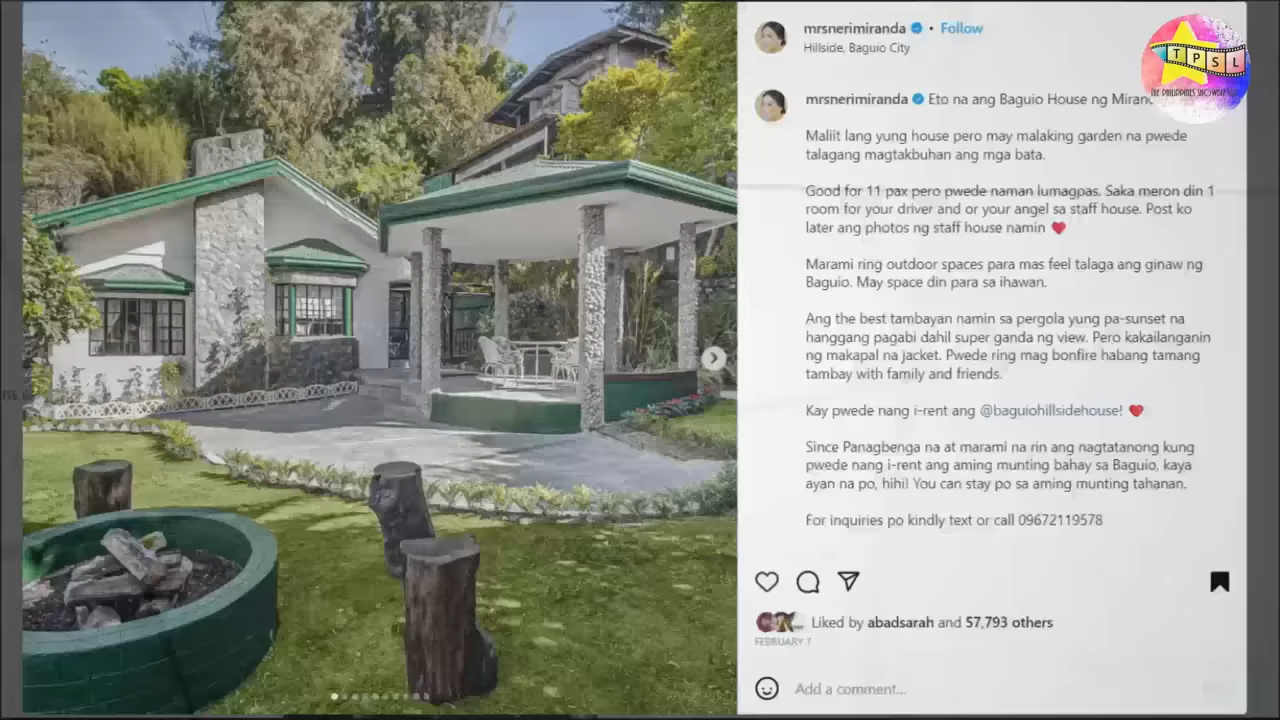 mrsnerimiranda • Follow
Hillside, Baguio City
TPSL
THE PHILIPPINES
mrsnerimiranda Eto na ang Baguio House ng
Maliit lang yung house pero may malaking garden na pwede
talagang magtakbuhan ang mga bata.
Good for 11 pax pero pwede naman lumagpas. Saka meron din 1
room for your driver and or your angel sa staff house. Post ko
later ang photos ng staff house namin ❤️
Marami ring outdoor spaces para mas feel talaga ang ginaw ng
Baguio. May space din para sa ihawan.
Ang the best tambayan namin sa pergola yung pa-sunset na
hanggang pagabi dahil super ganda ng view. Pero kakailanganin
ng makapal na jacket. Pwede ring mag bonfire habang tamang
tambay with family and friends.
Kay pwede nang i-rent ang @baguiohillsidehouse! ❤️
Since Panagbenga na at marami na rin ang nagtatanong kung
pwede nang i-rent ang aming munting bahay sa Baguio, kaya
ayan na po, hihi! You can stay po sa aming munting tahanan.
For inquiries po kindly text or call 09672119578
Liked by abadsarah and 57,793 others
FEBRUARY 7
Add a comment...